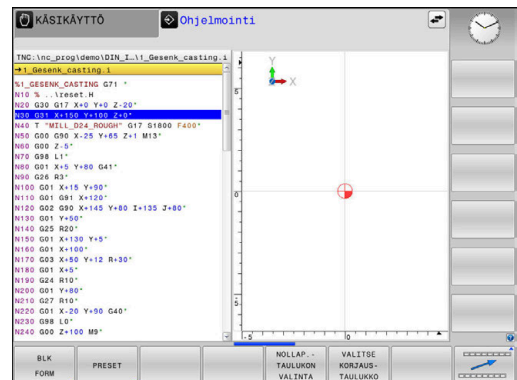 KÄSIKÄYTTÖ
Ohjelmointi
TNC:\nc_prog\demo\DIN_I…\1_Gesenk_casting.i
→1_Gesenk_casting.i
%1_GESENK_CASTING G71 *
N10 % ..\reset.H
N20 G30 G17 X+0 Y+0 Z-20*
N30 G31 X+150 Y+100 Z+0*
N40 T "MILL_D24_ROUGH" G17 S1800 F400*
N50 G00 G90 X-25 Y+65 Z+1 M13*
N60 G00 Z-5*
N70 G98 L1*
N80 G01 X+5 Y+80 G41*
N90 G26 R3*
N100 G01 X+15 Y+90*
N110 G01 G91 X+120*
N120 G02 G90 X+145 Y+80 I+135 J+80*
N130 G01 Y+50*
N140 G25 R20*
N150 G01 X+130 Y+5*
N160 G01 X+100*
N170 G03 X+50 Y+12 R+30*
N180 G01 X+5*
N190 G24 R10*
N200 G01 Y+80*
N210 G27 R10*
N220 G01 X-20 Y+90 G40*
N230 G98 L0*
N240 G00 Z+100 M9*
Y
X
5
0
5
-5
0
BLK
FORM
PRESET
NOLLAP.-
TAULUKON
VALINTA
VALITSE
KORJAUS-
TAULUKKO